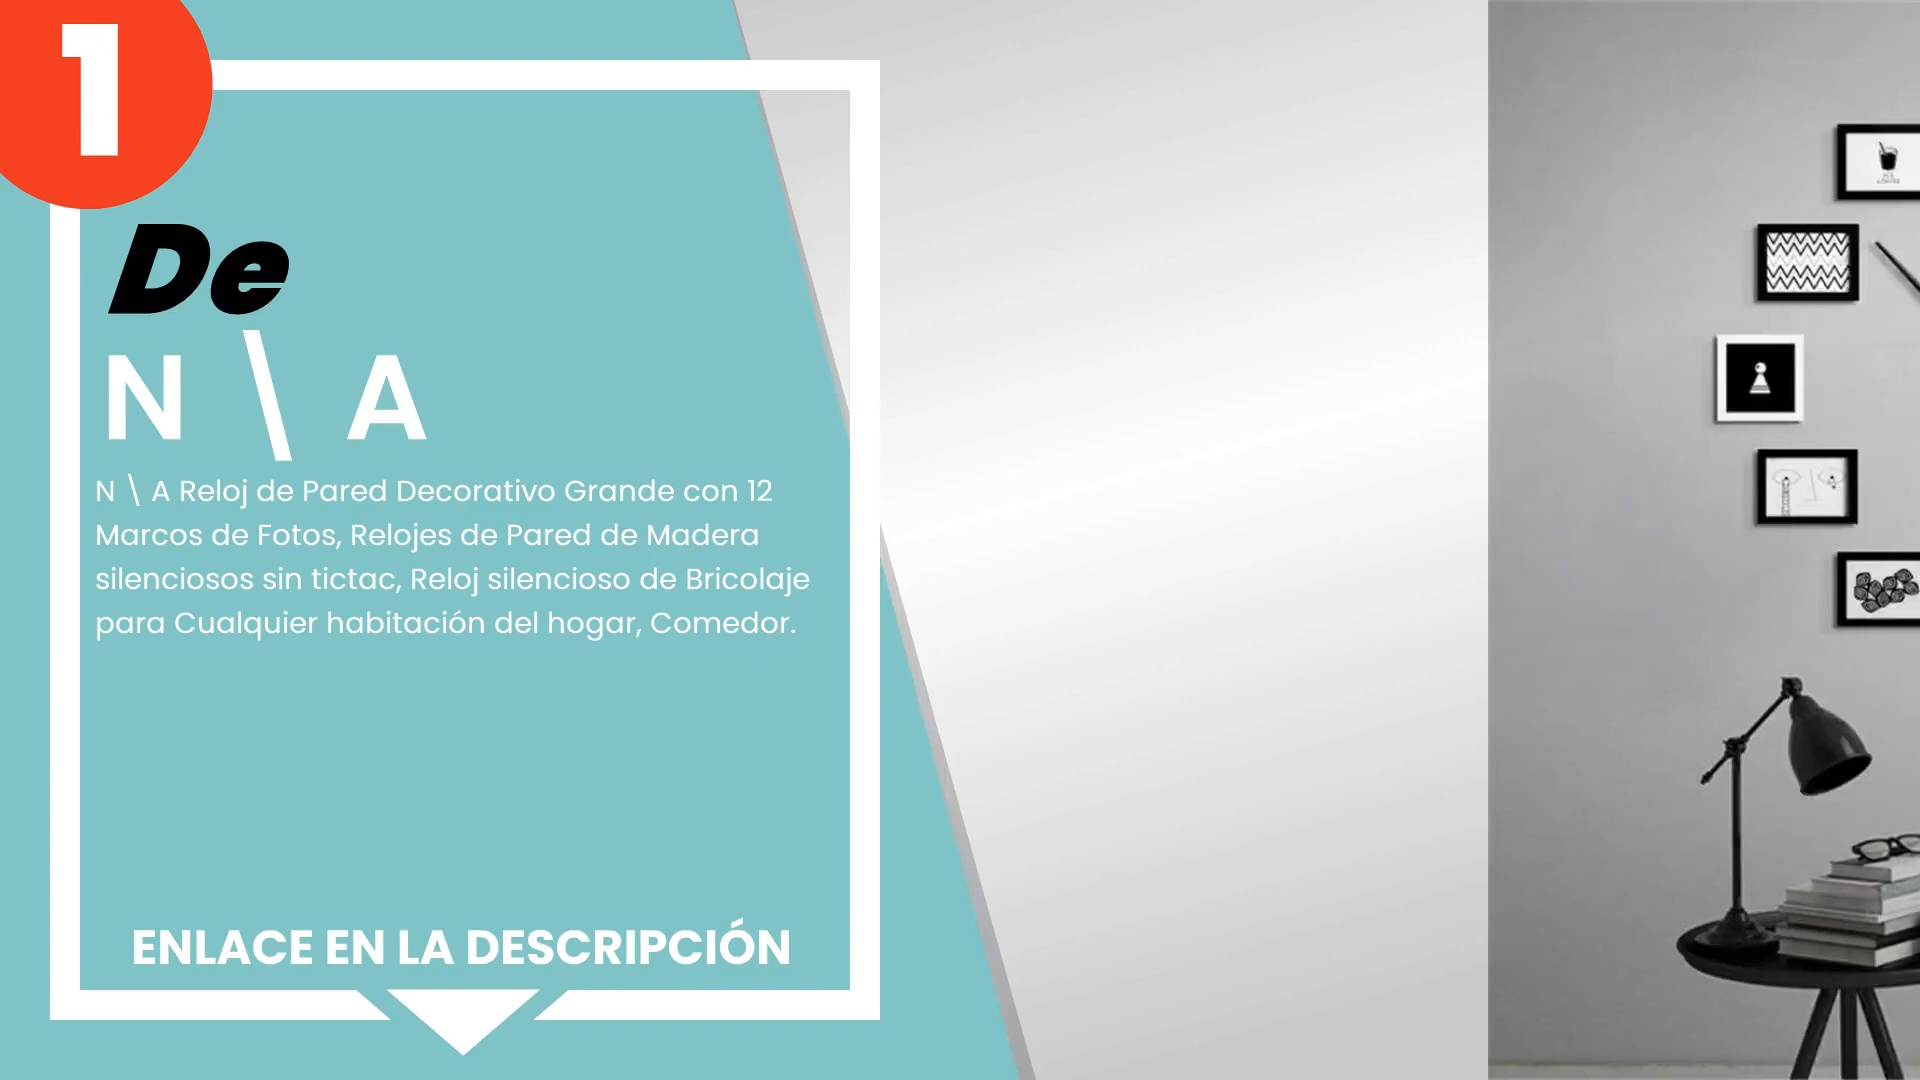 1
De
N \ A
N \ A Reloj de Pared Decorativo Grande con 12
Marcos de Fotos, Relojes de Pared de Madera
silenciosos sin tictac, Reloj silencioso de Bricolaje
para Cualquier habitación del hogar, Comedor.
ENLACE EN LA DESCRIPCIÓN